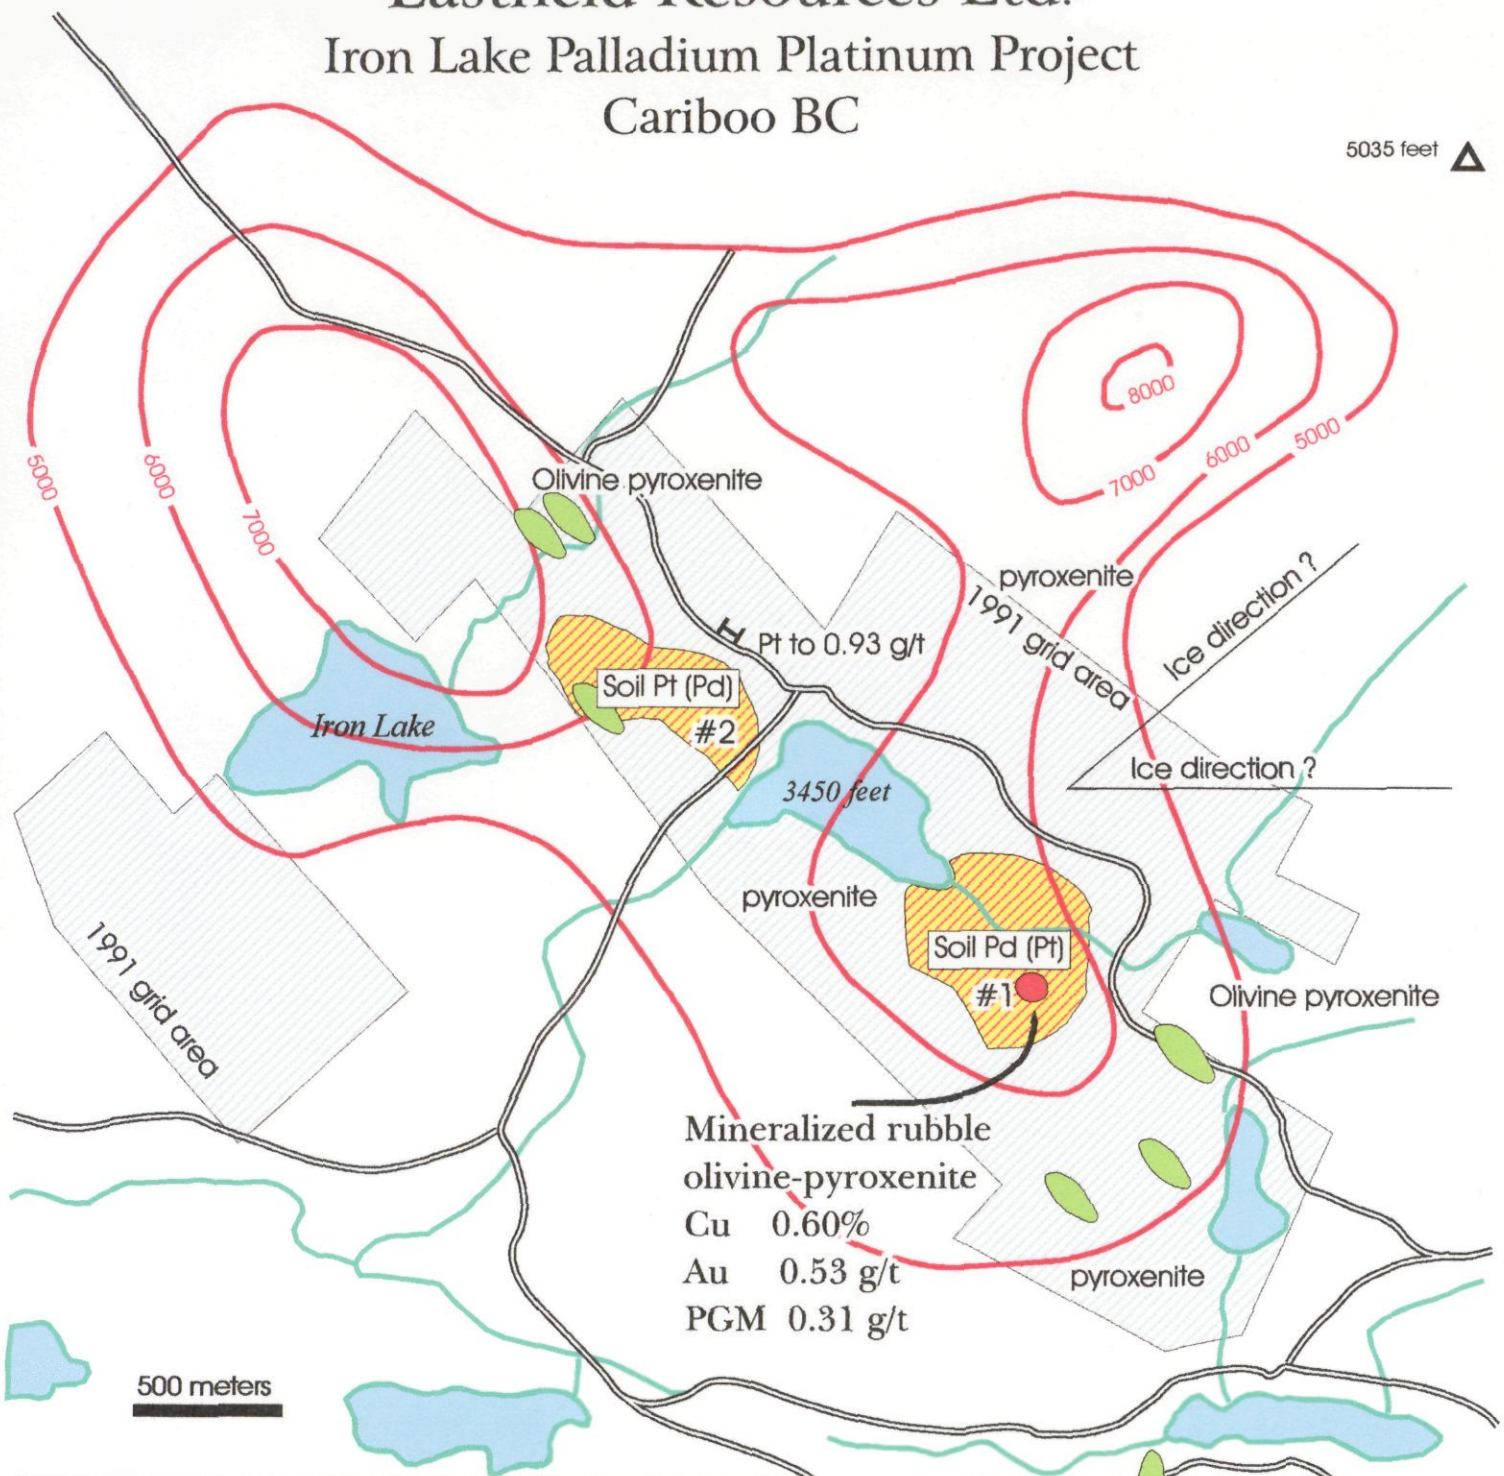 Eastfield Resources Ltd.
Iron Lake Palladium Platinum Project
Cariboo BC
5035 feet
8000
7000
6000
5000
5000
6000
7000
Olivine pyroxenite
pyroxenite
1991 grid area
Ice direction ?
Pt to 0.93 g/t
Soil Pt (Pd)
#2
Iron Lake
3450 feet
Ice direction ?
pyroxenite
Soil Pd (Pt)
#1
Olivine pyroxenite
1991 grid area
Mineralized rubble
olivine-pyroxenite
Cu 0.60%
Au 0.53 g/t
PGM 0.31 g/t
pyroxenite
500 meters